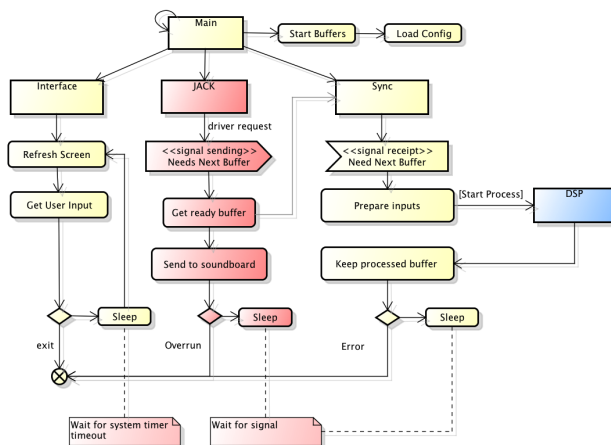 Main
Start Buffers
Load Config
Interface
JACK
Sync
driver request
Refresh Screen
<<signal sending>>
Needs Next Buffer
<<signal receipt>>
Need Next Buffer
Get User Input
Get ready buffer
Prepare inputs
[Start Process]
DSP
Send to soundboard
Keep processed buffer
Sleep
Sleep
Sleep
exit
Overrun
Error
Wait for system timer
timeout
Wait for signal